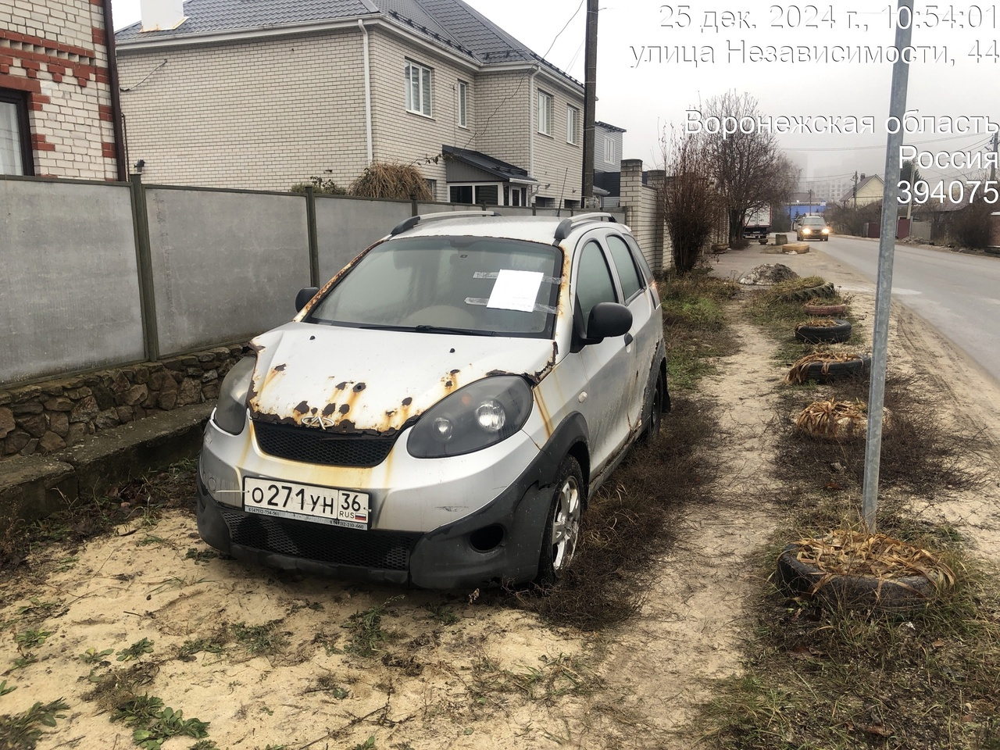 25 дек. 2024 г., 10:54:01
улица Независимости, 44
Воронежская область
Россия
394075
О271УН 36
RUS